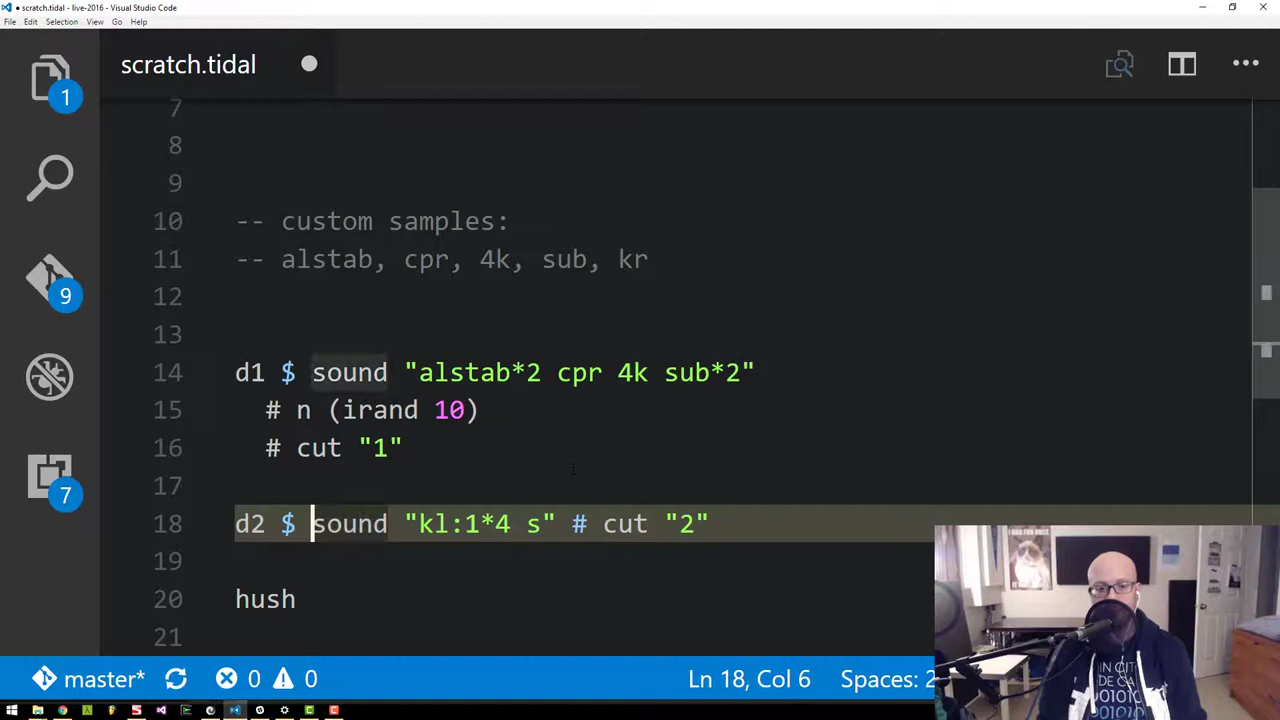 scratch.tidal - live-2016 - Visual Studio Code
File Edit Selection View Go Help
scratch.tidal
7
8
9
10 -- custom samples:
11 -- alstab, cpr, 4k, sub, kr
12
13
14 d1 $ sound "alstab*2 cpr 4k sub*2"
15 # n (irand 10)
16 # cut "1"
17
18 d2 $ sound "kl:1*4 s" # cut "2"
19
20 hush
21
1
9
7
master* 0 0 Ln 18, Col 6 Spaces: 2